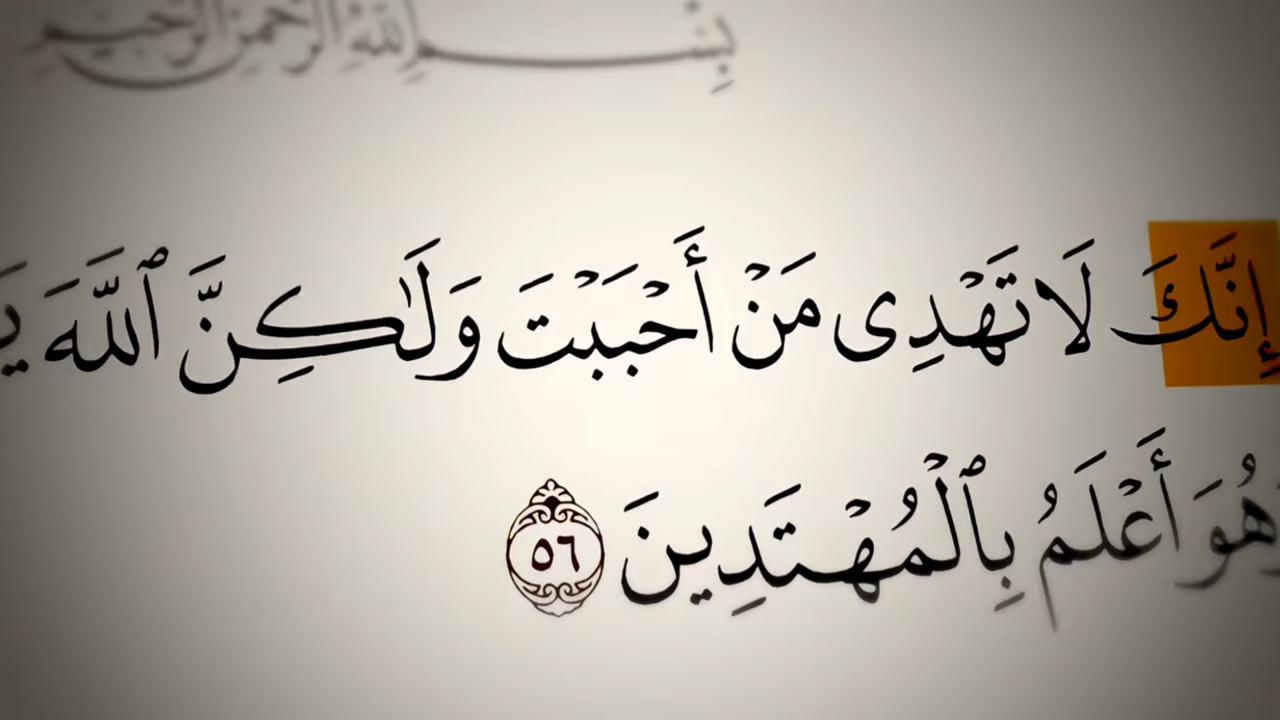 بِسْمِ ٱللَّهِ ٱلرَّحْمَٰنِ ٱلرَّحِيمِ
إِنَّكَ لَا تَهْدِى مَنْ أَحْبَبْتَ وَلَٰكِنَّ ٱللَّهَ
هُوَ أَعْلَمُ بِٱلْمُهْتَدِينَ ٥٦